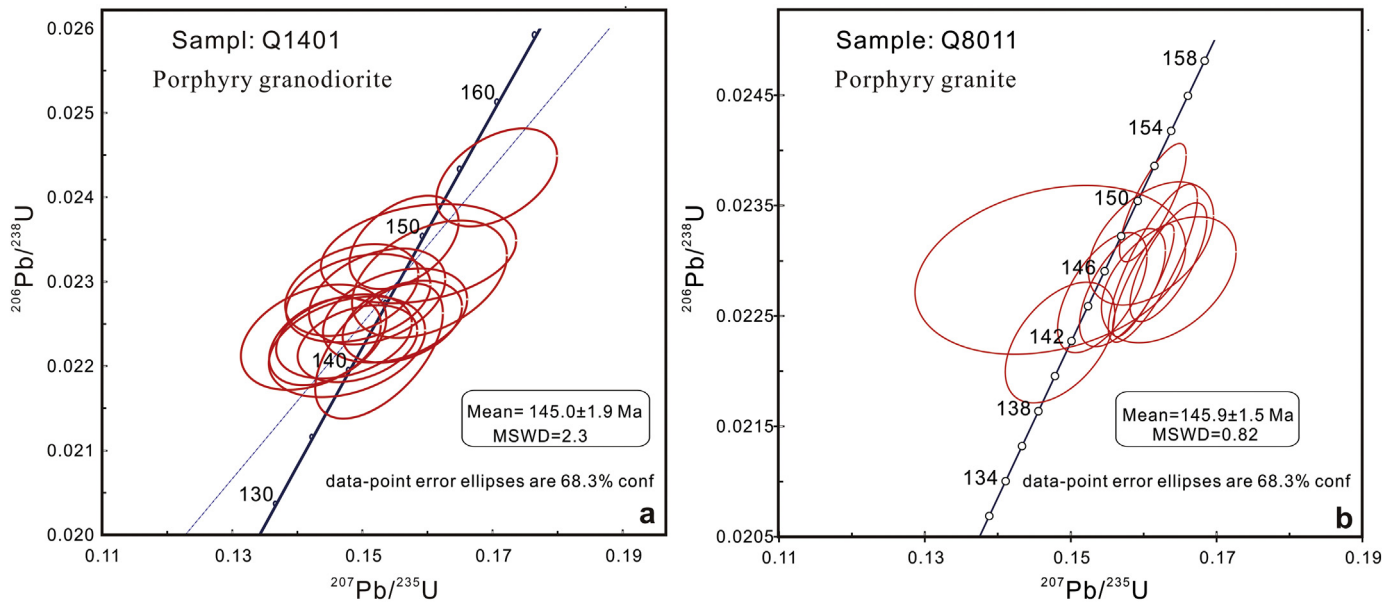 Sampl: Q1401
Porphyry granodiorite
0.026
0.025
0.024
0.023
0.022
0.021
0.020
²⁰⁶Pb/²³⁸U
160
150
140
130
Mean= 145.0±1.9 Ma
MSWD=2.3
data-point error ellipses are 68.3% conf
a
0.11
0.13
0.15
0.17
0.19
²⁰⁷Pb/²³⁵U
Sample: Q8011
Porphyry granite
0.0245
0.0235
0.0225
0.0215
0.0205
²⁰⁶Pb/²³⁸U
158
154
150
146
142
138
134
Mean=145.9±1.5 Ma
MSWD=0.82
data-point error ellipses are 68.3% conf
b
0.11
0.13
0.15
0.17
0.19
²⁰⁷Pb/²³⁵U